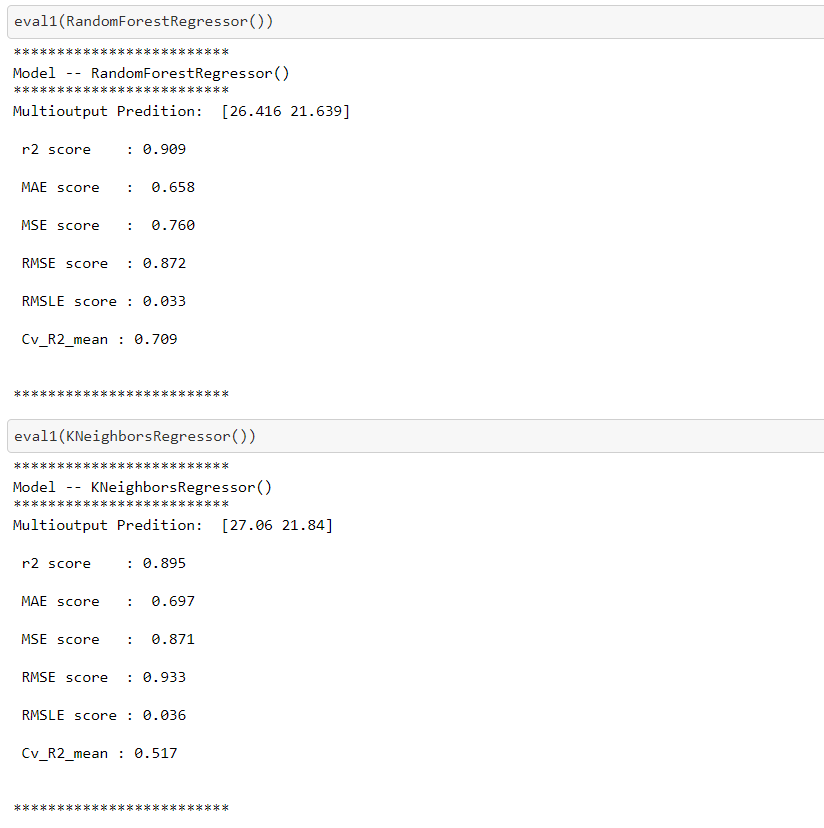 eval1(RandomForestRegressor())
*************************
Model -- RandomForestRegressor()
*************************
Multioutput Predition:  [26.416 21.639]
r2 score    : 0.909
MAE score   :  0.658
MSE score   :  0.760
RMSE score  : 0.872
RMSLE score : 0.033
Cv_R2_mean : 0.709
*************************
eval1(KNeighborsRegressor())
*************************
Model -- KNeighborsRegressor()
*************************
Multioutput Predition:  [27.06 21.84]
r2 score    : 0.895
MAE score   :  0.697
MSE score   :  0.871
RMSE score  : 0.933
RMSLE score : 0.036
Cv_R2_mean : 0.517
*************************